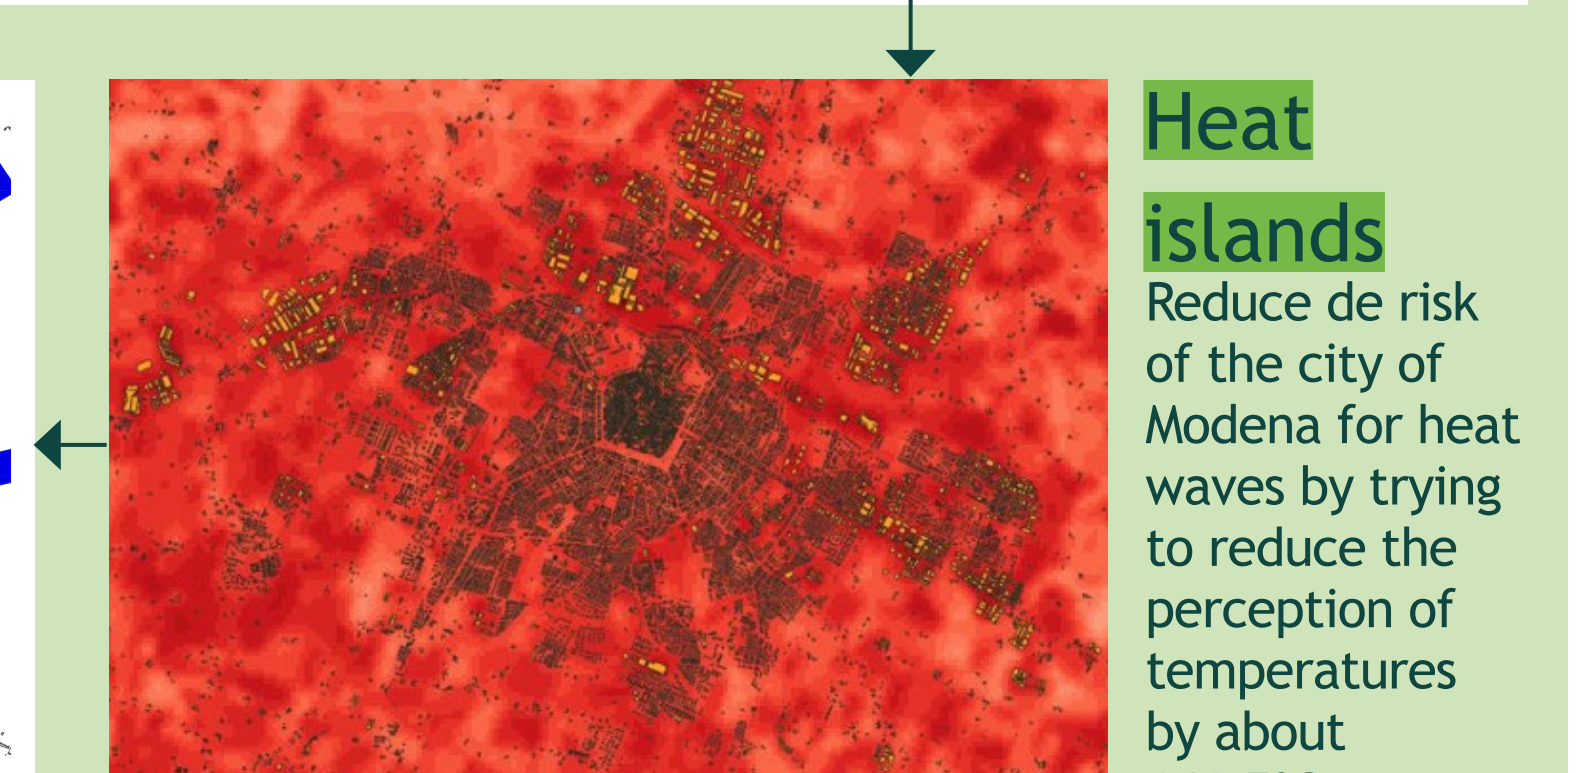 Heat
islands
Reduce de risk
of the city of
Modena for heat
waves by trying
to reduce the
perception of
temperatures
by about